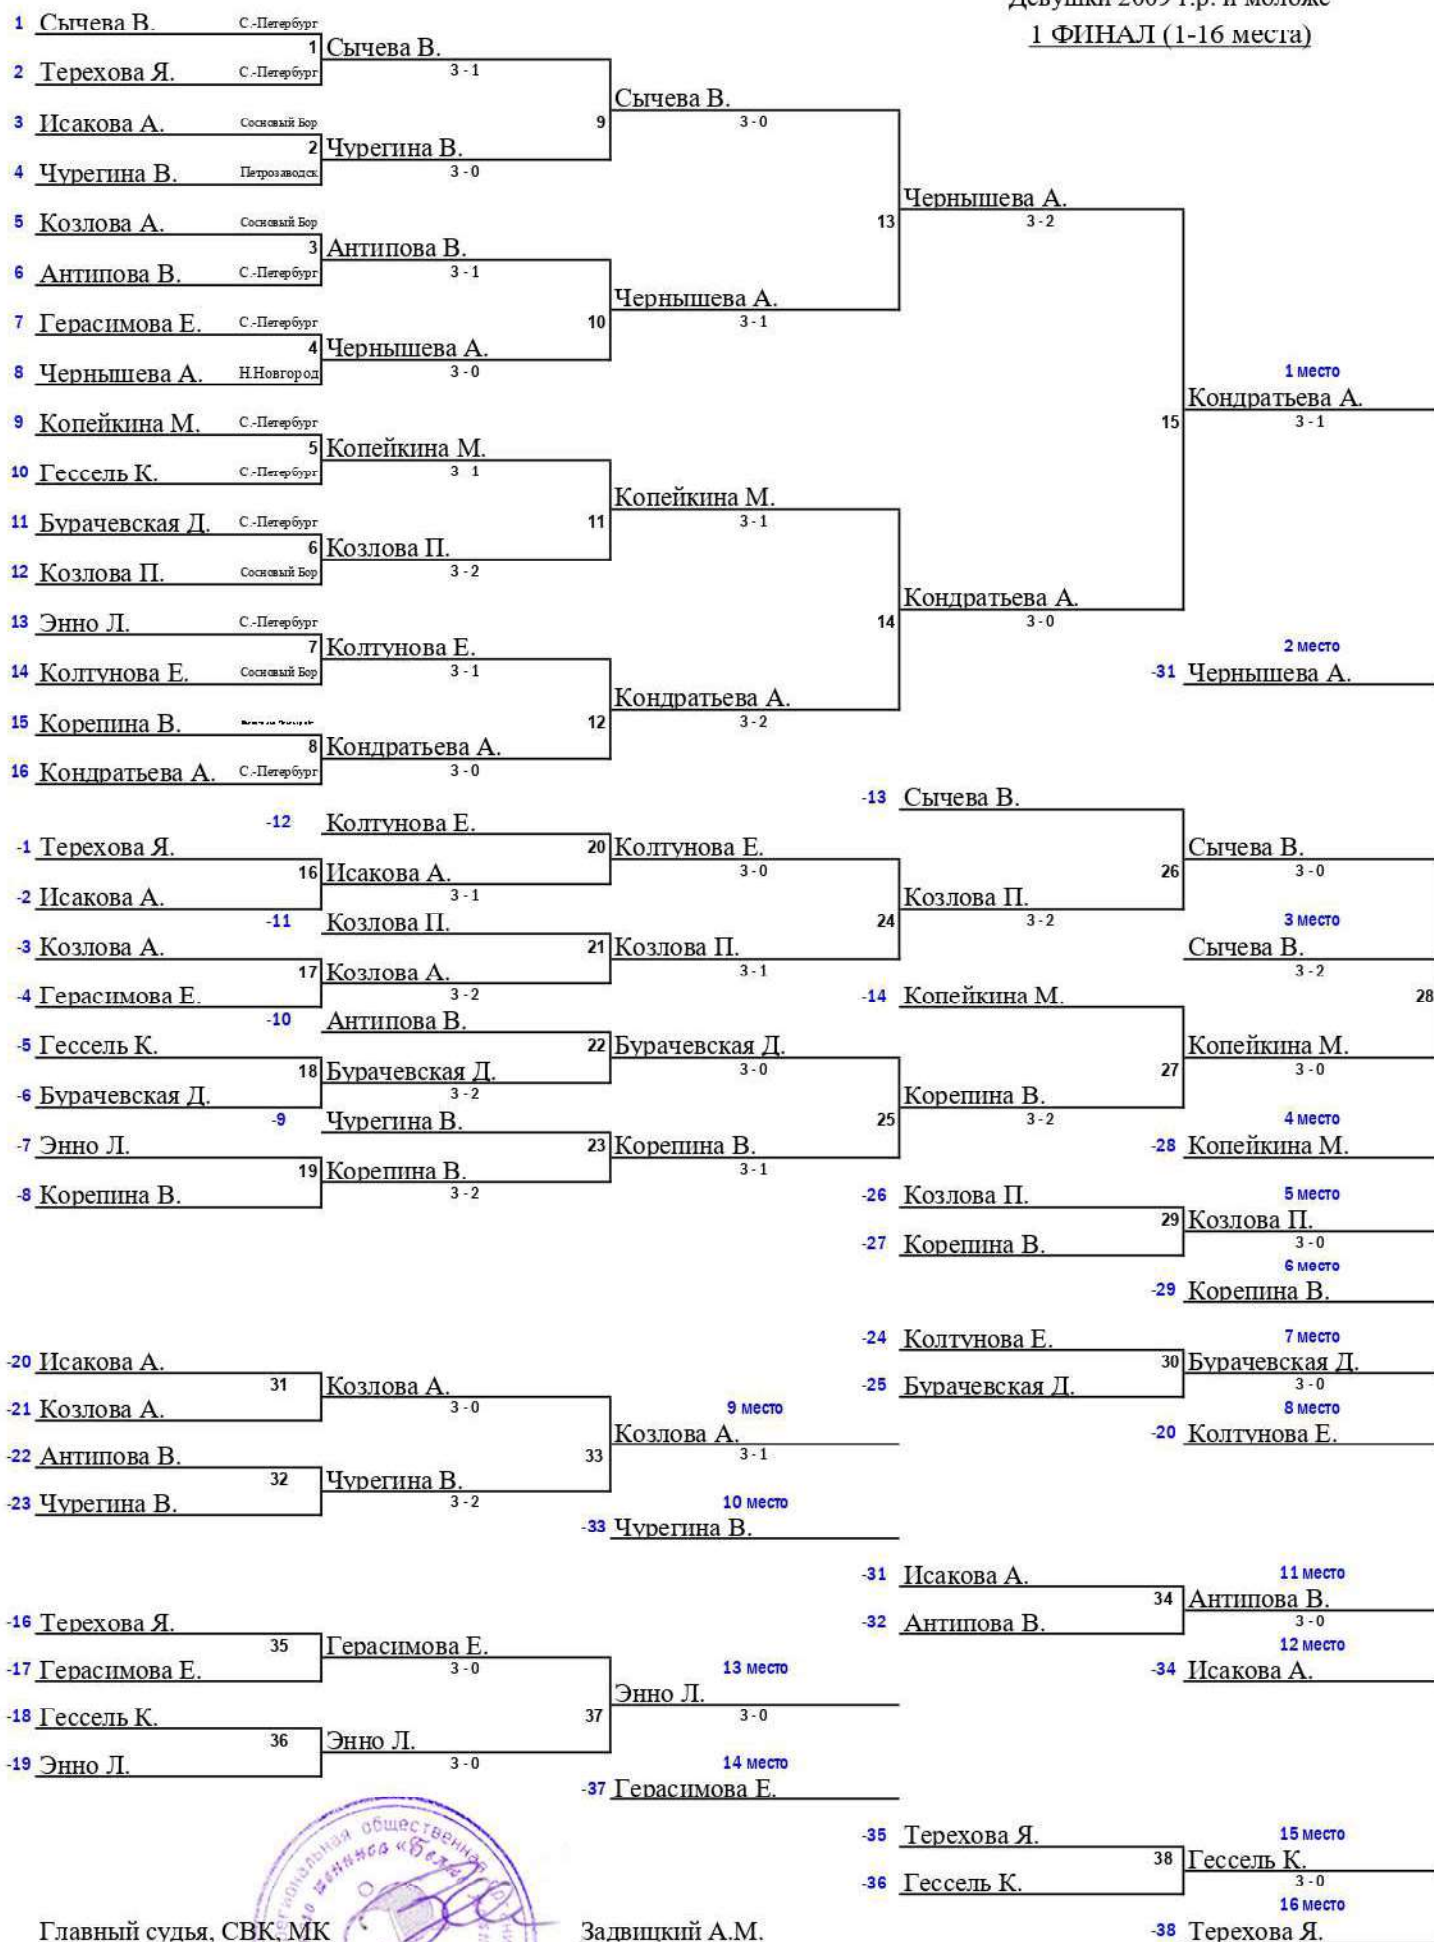 Девушки 2009 г.р. и моложе
1 ФИНАЛ (1-16 места)
1 Сычева В. С.-Петербург
1 Сычева В.
3 - 1
2 Терехова Я. С.-Петербург
Сычева В.
3 - 0
3 Исакова А. Сосновый Бор
9
2 Чурегина В.
3 - 0
4 Чурегина В. Петрозаводск
Чернышева А.
3 - 2
13
5 Козлова А. Сосновый Бор
3 Антипова В.
3 - 1
6 Антипова В. С.-Петербург
Чернышева А.
3 - 1
7 Герасимова Е. С.-Петербург
10
4 Чернышева А.
3 - 0
8 Чернышева А. Н.Новгород
1 место
Кондратьева А.
3 - 1
15
9 Копейкина М. С.-Петербург
5 Копейкина М.
3 1
10 Гессель К. С.-Петербург
Копейкина М.
3 - 1
11 Бурачевская Д. С.-Петербург
11
6 Козлова П.
3 - 2
12 Козлова П. Сосновый Бор
Кондратьева А.
3 - 0
14
13 Энно Л. С.-Петербург
7 Колтунова Е.
3 - 1
14 Колтунова Е. Сосновый Бор
2 место
-31 Чернышева А.
Кондратьева А.
3 - 2
15 Корепина В.
12
8 Кондратьева А.
3 - 0
16 Кондратьева А. С.-Петербург
-13 Сычева В.
-12 Колтунова Е.
-1 Терехова Я.
20 Колтунова Е.
3 - 0
26 Сычева В.
3 - 0
16 Исакова А.
3 - 1
-2 Исакова А.
Козлова П.
3 - 2
-11 Козлова П.
24
3 место
-3 Козлова А.
21 Козлова П.
3 - 1
Сычева В.
3 - 2
17 Козлова А.
3 - 2
-4 Герасимова Е.
-14 Копейкина М.
28
-10 Антипова В.
-5 Гессель К.
22 Бурачевская Д.
3 - 0
27 Копейкина М.
3 - 0
18 Бурачевская Д.
3 - 2
-6 Бурачевская Д.
Корепина В.
3 - 2
-9 Чурегина В.
25
4 место
-7 Энно Л.
23 Корепина В.
3 - 1
-28 Копейкина М.
19 Корепина В.
3 - 2
-8 Корепина В.
-26 Козлова П.
5 место
29 Козлова П.
3 - 0
-27 Корепина В.
6 место
-29 Корепина В.
-24 Колтунова Е.
7 место
30 Бурачевская Д.
3 - 0
-25 Бурачевская Д.
8 место
-20 Колтунова Е.
-20 Исакова А.
31 Козлова А.
3 - 0
-21 Козлова А.
9 место
33 Козлова А.
3 - 1
-22 Антипова В.
32 Чурегина В.
3 - 2
-23 Чурегина В.
10 место
-33 Чурегина В.
-31 Исакова А.
11 место
34 Антипова В.
3 - 0
-32 Антипова В.
12 место
-34 Исакова А.
-16 Терехова Я.
35 Герасимова Е.
3 - 0
-17 Герасимова Е.
13 место
37 Энно Л.
3 - 0
-18 Гессель К.
36 Энно Л.
3 - 0
-19 Энно Л.
14 место
-37 Герасимова Е.
-35 Терехова Я.
15 место
38 Гессель К.
3 - 0
-36 Гессель К.
16 место
-38 Терехова Я.
региональная общественная
Главный судья, СВК, МК Задвицкий А.М.